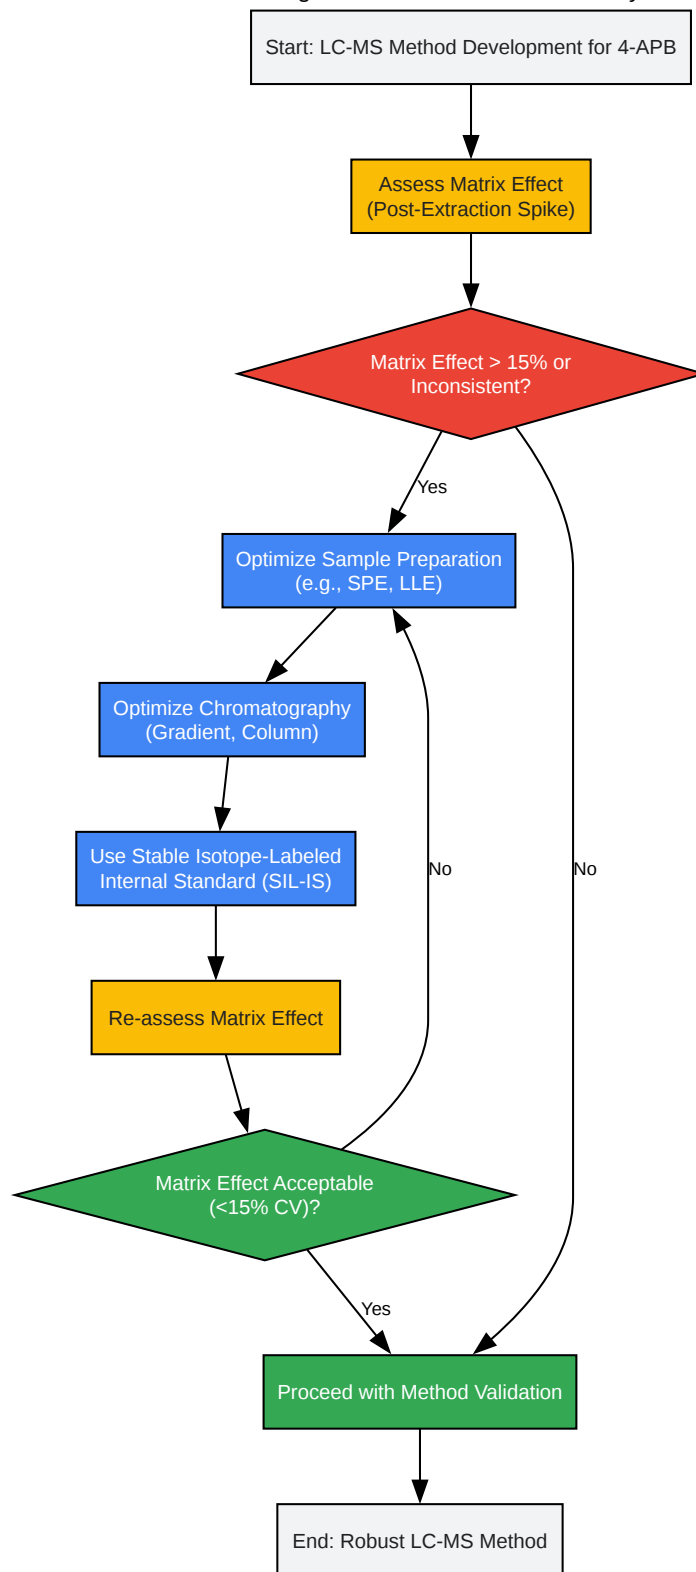 Start: LC-MS Method Development for 4-APB
Assess Matrix Effect
(Post-Extraction Spike)
Matrix Effect > 15% or
Inconsistent?
Yes
Optimize Sample Preparation
(e.g., SPE, LLE)
Optimize Chromatography
(Gradient, Column)
Use Stable Isotope-Labeled
Internal Standard (SIL-IS)
No
No
Re-assess Matrix Effect
Matrix Effect Acceptable
(<15% CV)?
Yes
Proceed with Method Validation
End: Robust LC-MS Method